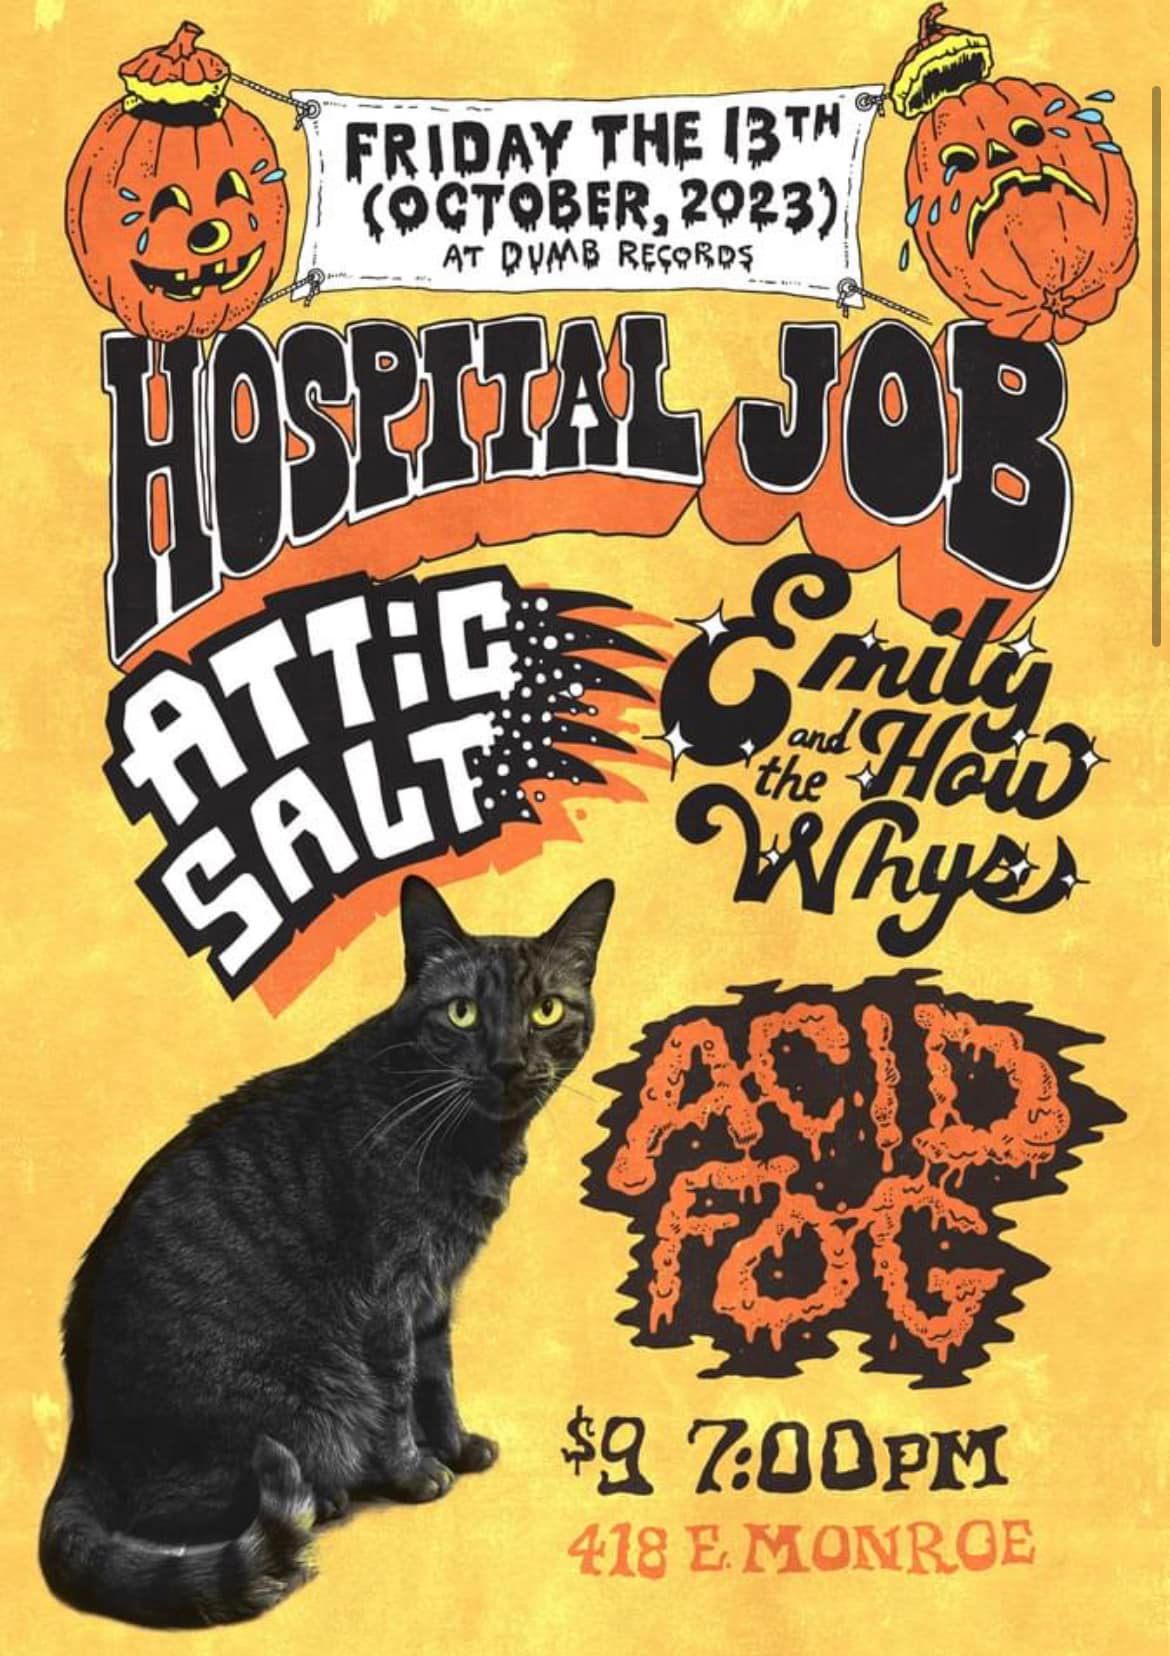 FRIDAY THE 13TH
(OCTOBER, 2023)
AT DUMB RECORDS
HOSPITAL JOB
ATTiC
SALT
Emily
and the How
Whys
ACID
FOG
$9 7:00PM
418 E. MONROE